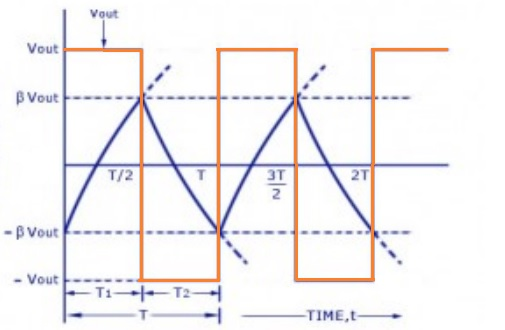 Vout
Vout
β Vout
T/2
T
3T
2
2T
- β Vout
- Vout
T1
T2
T
TIME,t